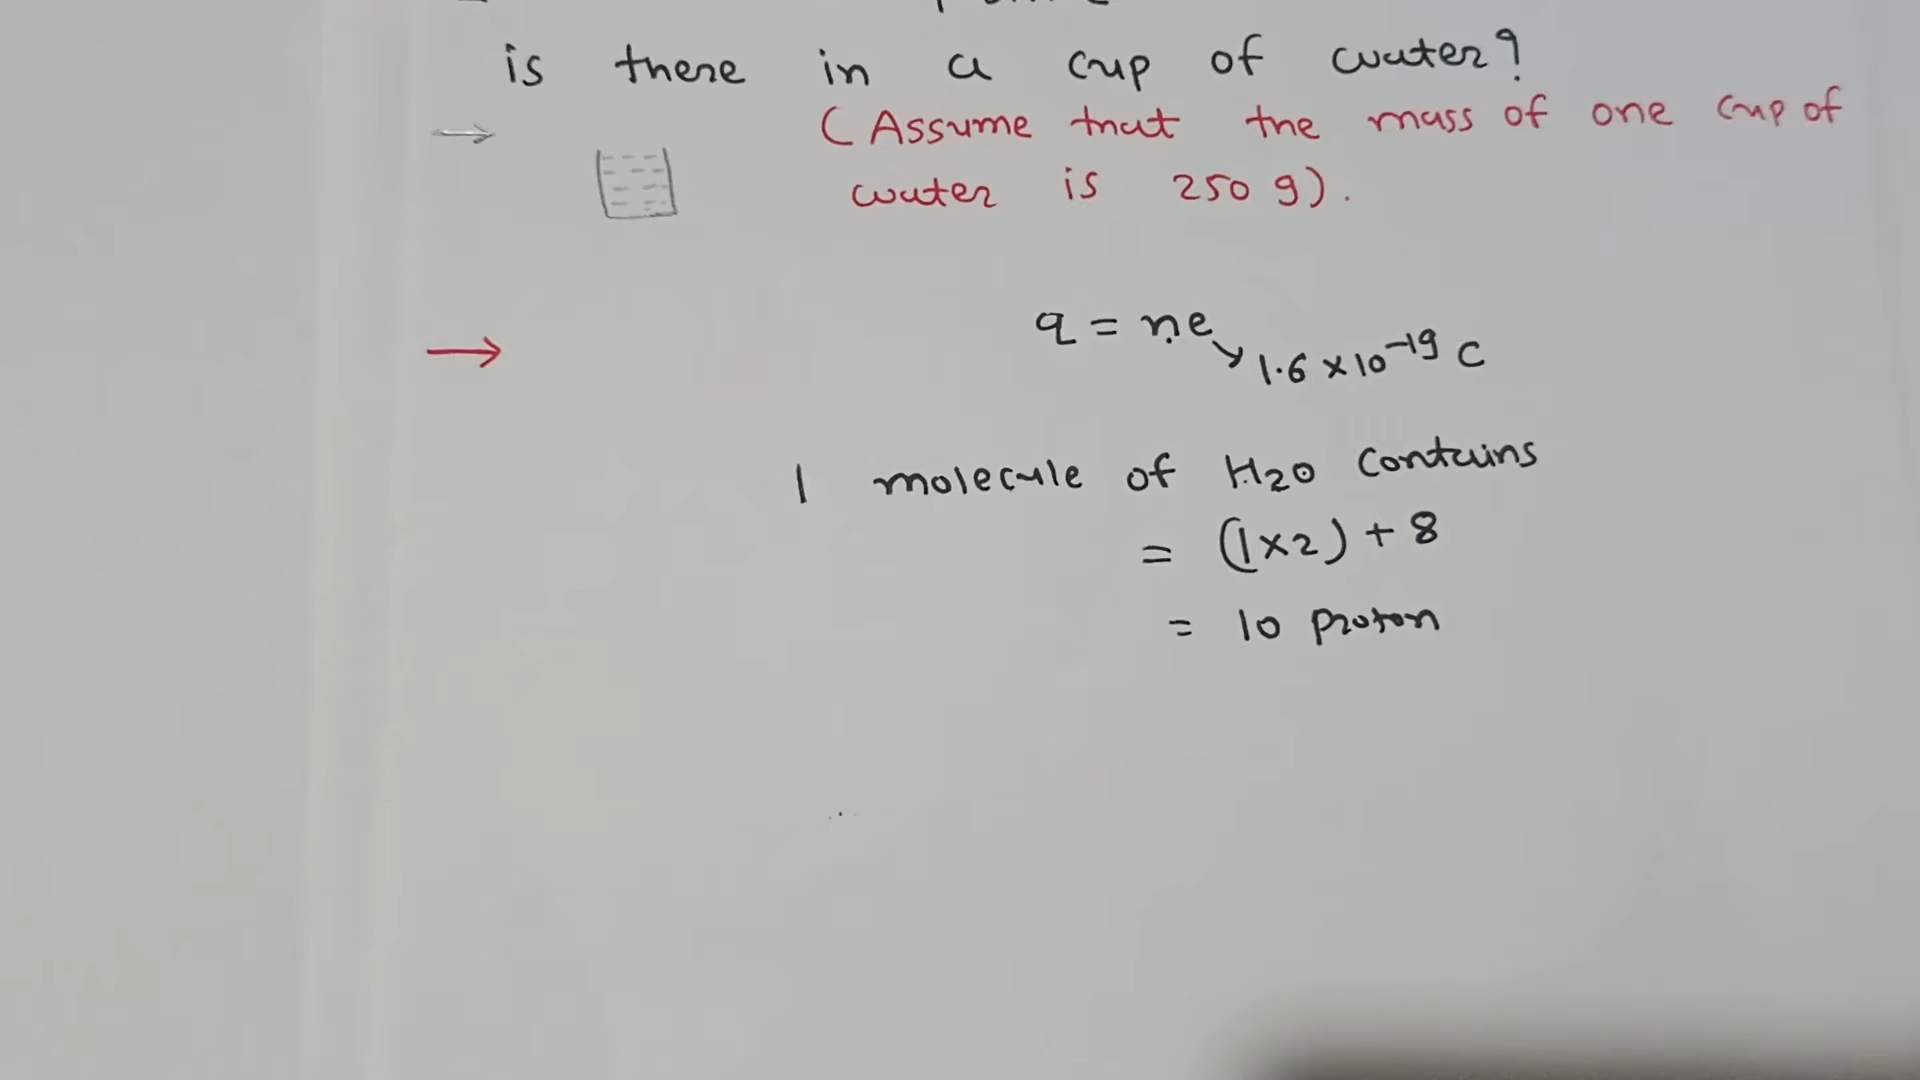 is there in a cup of water?
(Assume that the mass of one cup of
water is 250 g).
q = ne
1.6 × 10⁻¹⁹ C
1 molecule of H₂O contains
= (1×2) + 8
= 10 proton